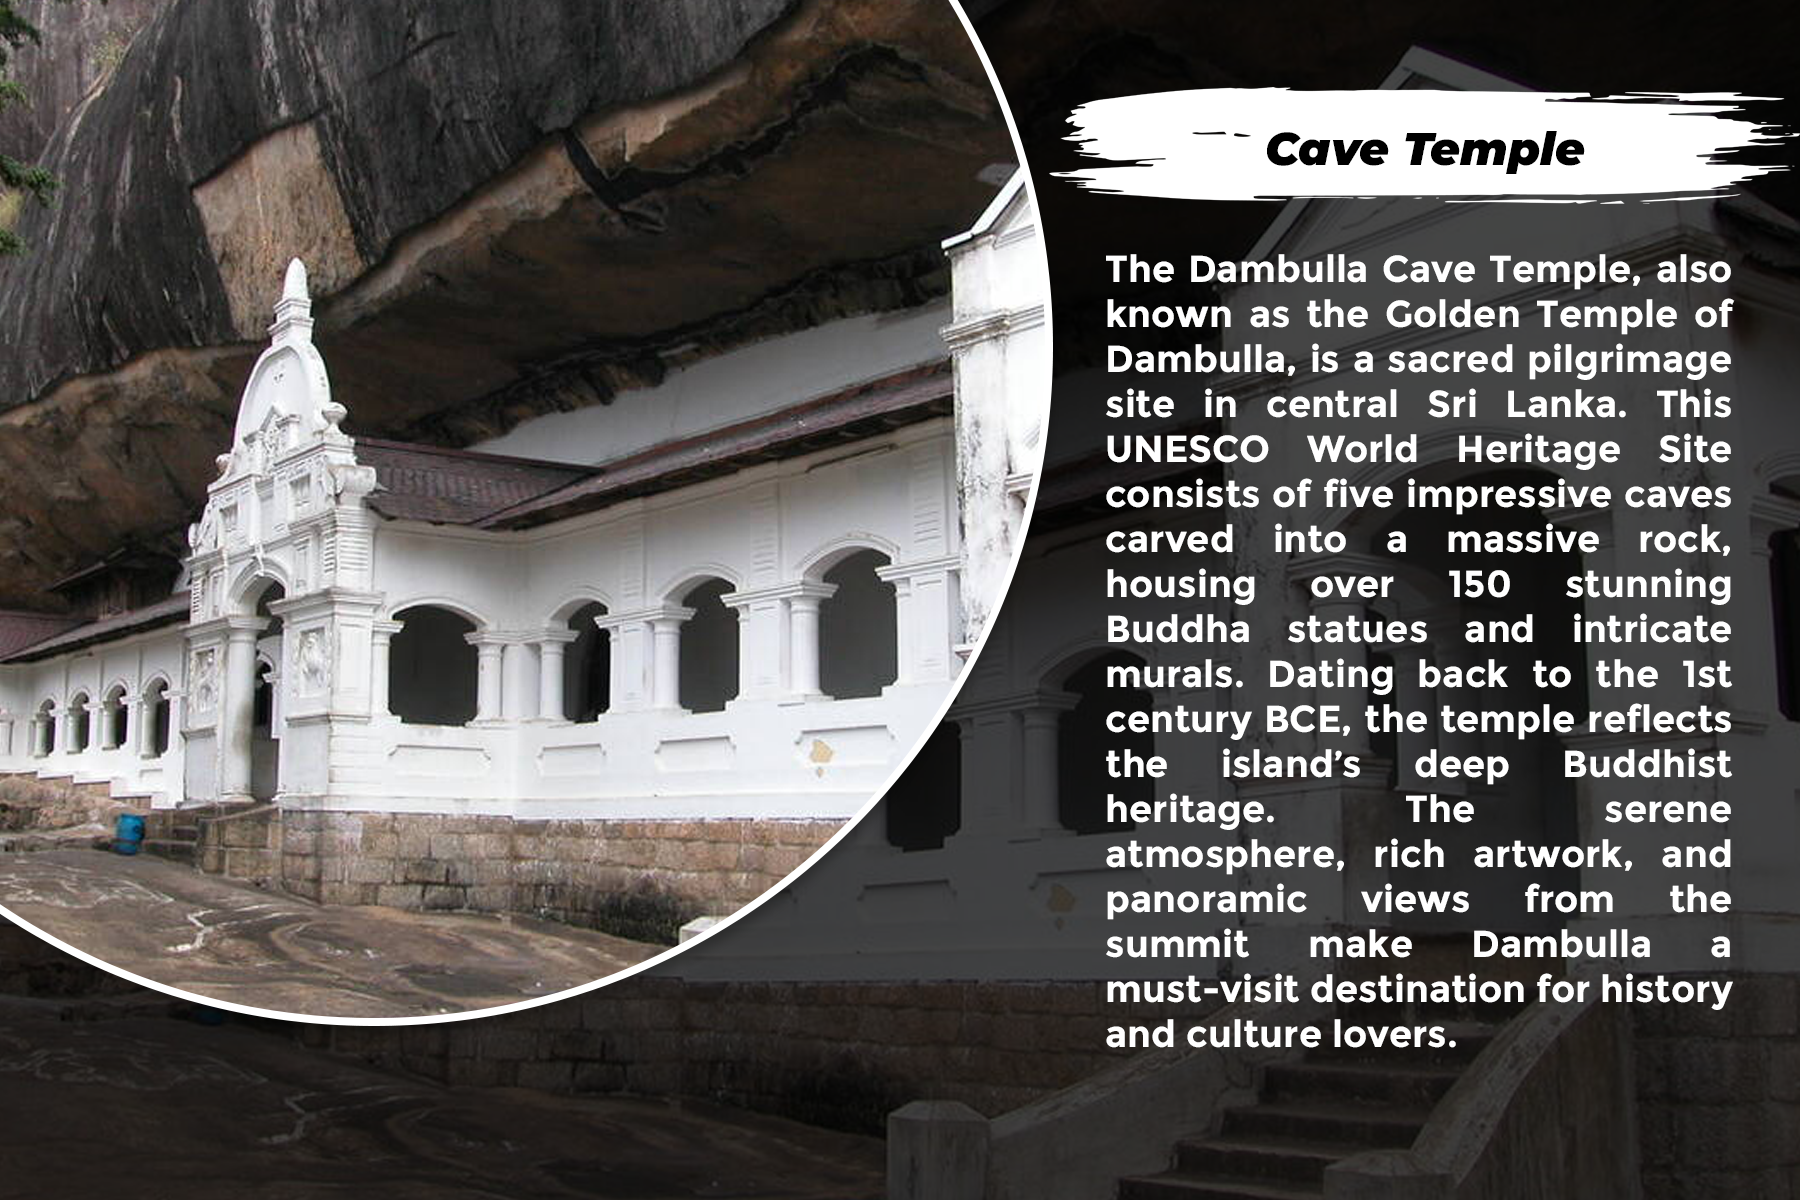 Cave Temple
The Dambulla Cave Temple, also
known as the Golden Temple of
Dambulla, is a sacred pilgrimage
site in central Sri Lanka. This
UNESCO World Heritage Site
consists of five impressive caves
carved into a massive rock,
housing over 150 stunning
Buddha statues and intricate
murals. Dating back to the 1st
century BCE, the temple reflects
the island’s deep Buddhist
heritage. The serene
atmosphere, rich artwork, and
panoramic views from the
summit make Dambulla a
must-visit destination for history
and culture lovers.